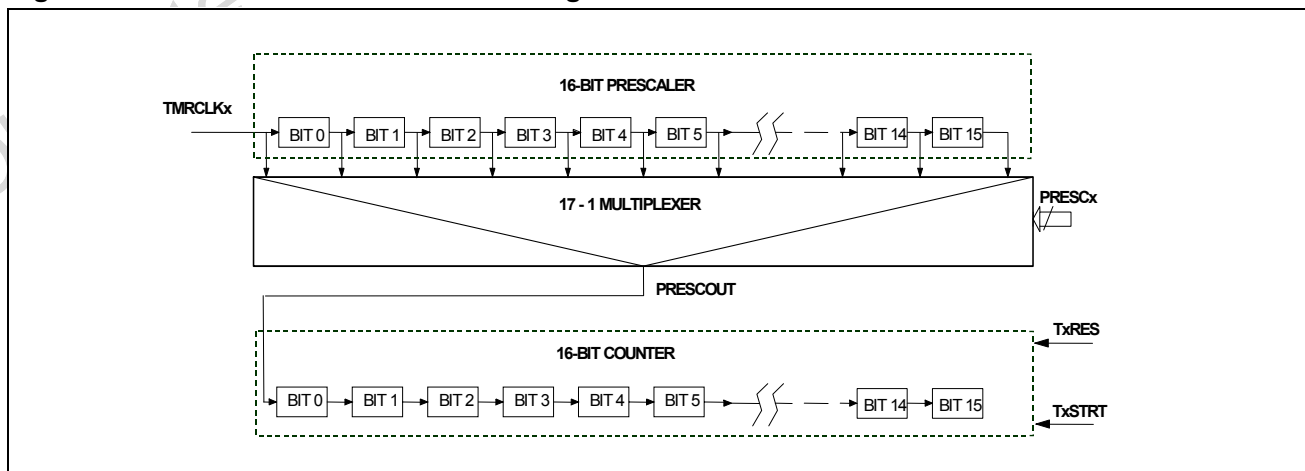 16-BIT PRESCALER
TMRCLKx
BIT 0 BIT 1 BIT 2 BIT 3 BIT 4 BIT 5 BIT 14 BIT 15
17 - 1 MULTIPLEXER
PRESCx
PRESCOUT
TxRES
16-BIT COUNTER
BIT 0 BIT 1 BIT 2 BIT 3 BIT 4 BIT 5 BIT 14 BIT 15
TxSTRT